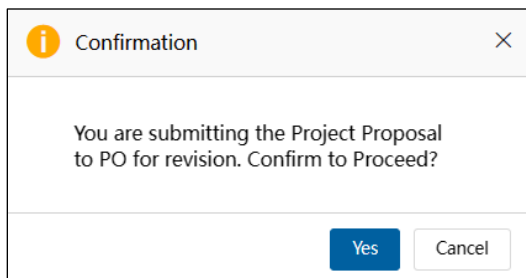 Confirmation
You are submitting the Project Proposal
to PO for revision. Confirm to Proceed?
Yes
Cancel